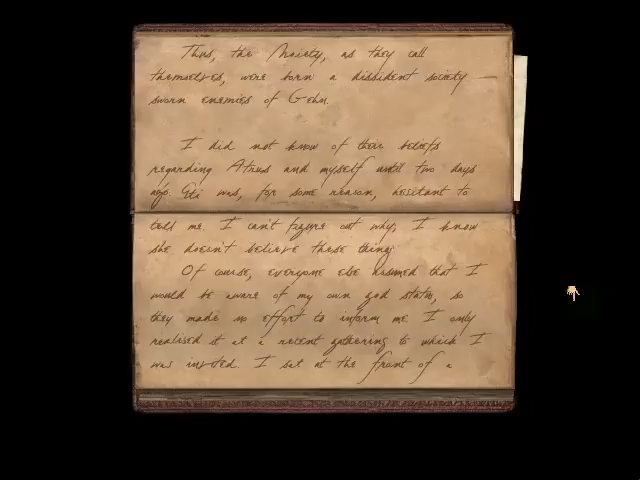 Thus, the Moiety, as they call
themselves, were born a dissident society —
sworn enemies of Gehn.
I did not know of their beliefs
regarding Atrus and myself until two days
ago. Eti was, for some reason, hesitant to
tell me. I can't figure out why; I know
she doesn't believe these things.
Of course, everyone else assumed that I
would be aware of my own god status, so
they made no effort to inform me. I only
realised it at a recent gathering to which I
was invited. I sat at the front of a